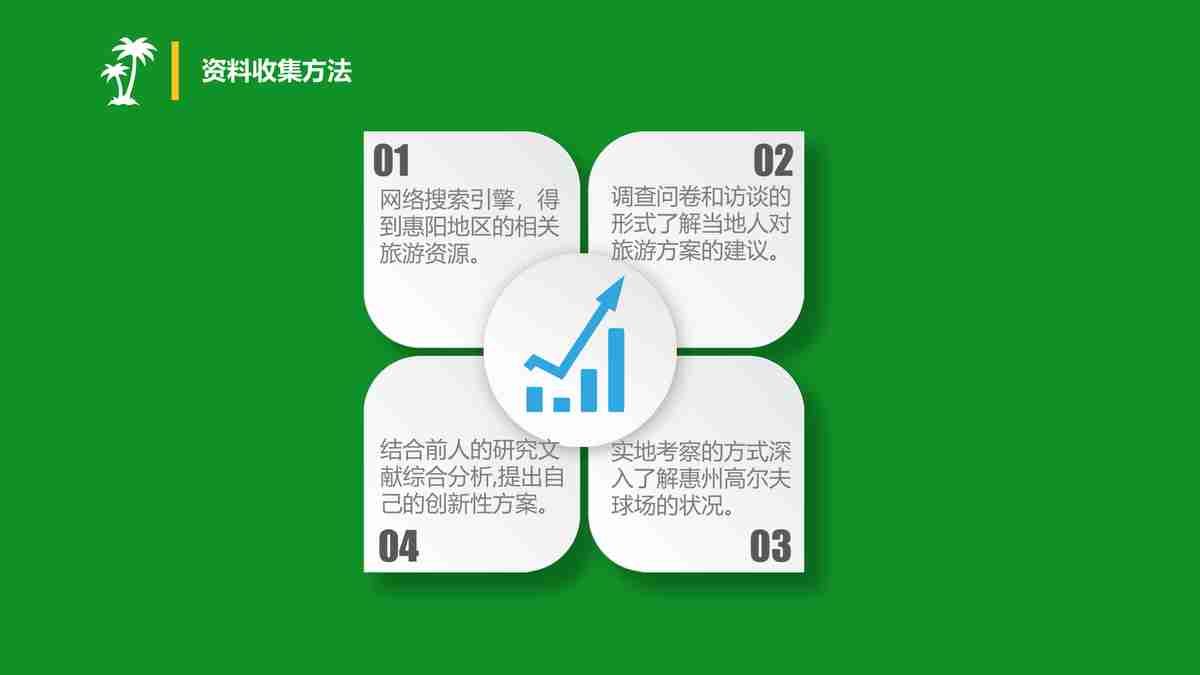 资料收集方法
01
网络搜索引擎，得
到惠阳地区的相关
旅游资源。
02
调查问卷和访谈的
形式了解当地人对
旅游方案的建议。
结合前人的研究文
献综合分析,提出自
己的创新性方案。
04
实地考察的方式深
入了解惠州高尔夫
球场的状况。
03